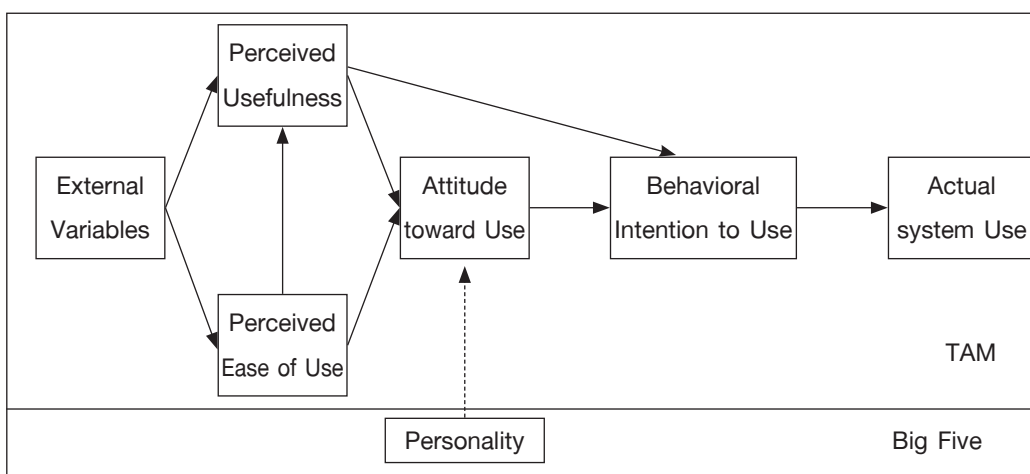 Perceived
Usefulness
External
Variables
Attitude
toward Use
Behavioral
Intention to Use
Actual
system Use
Perceived
Ease of Use
TAM
Personality
Big Five